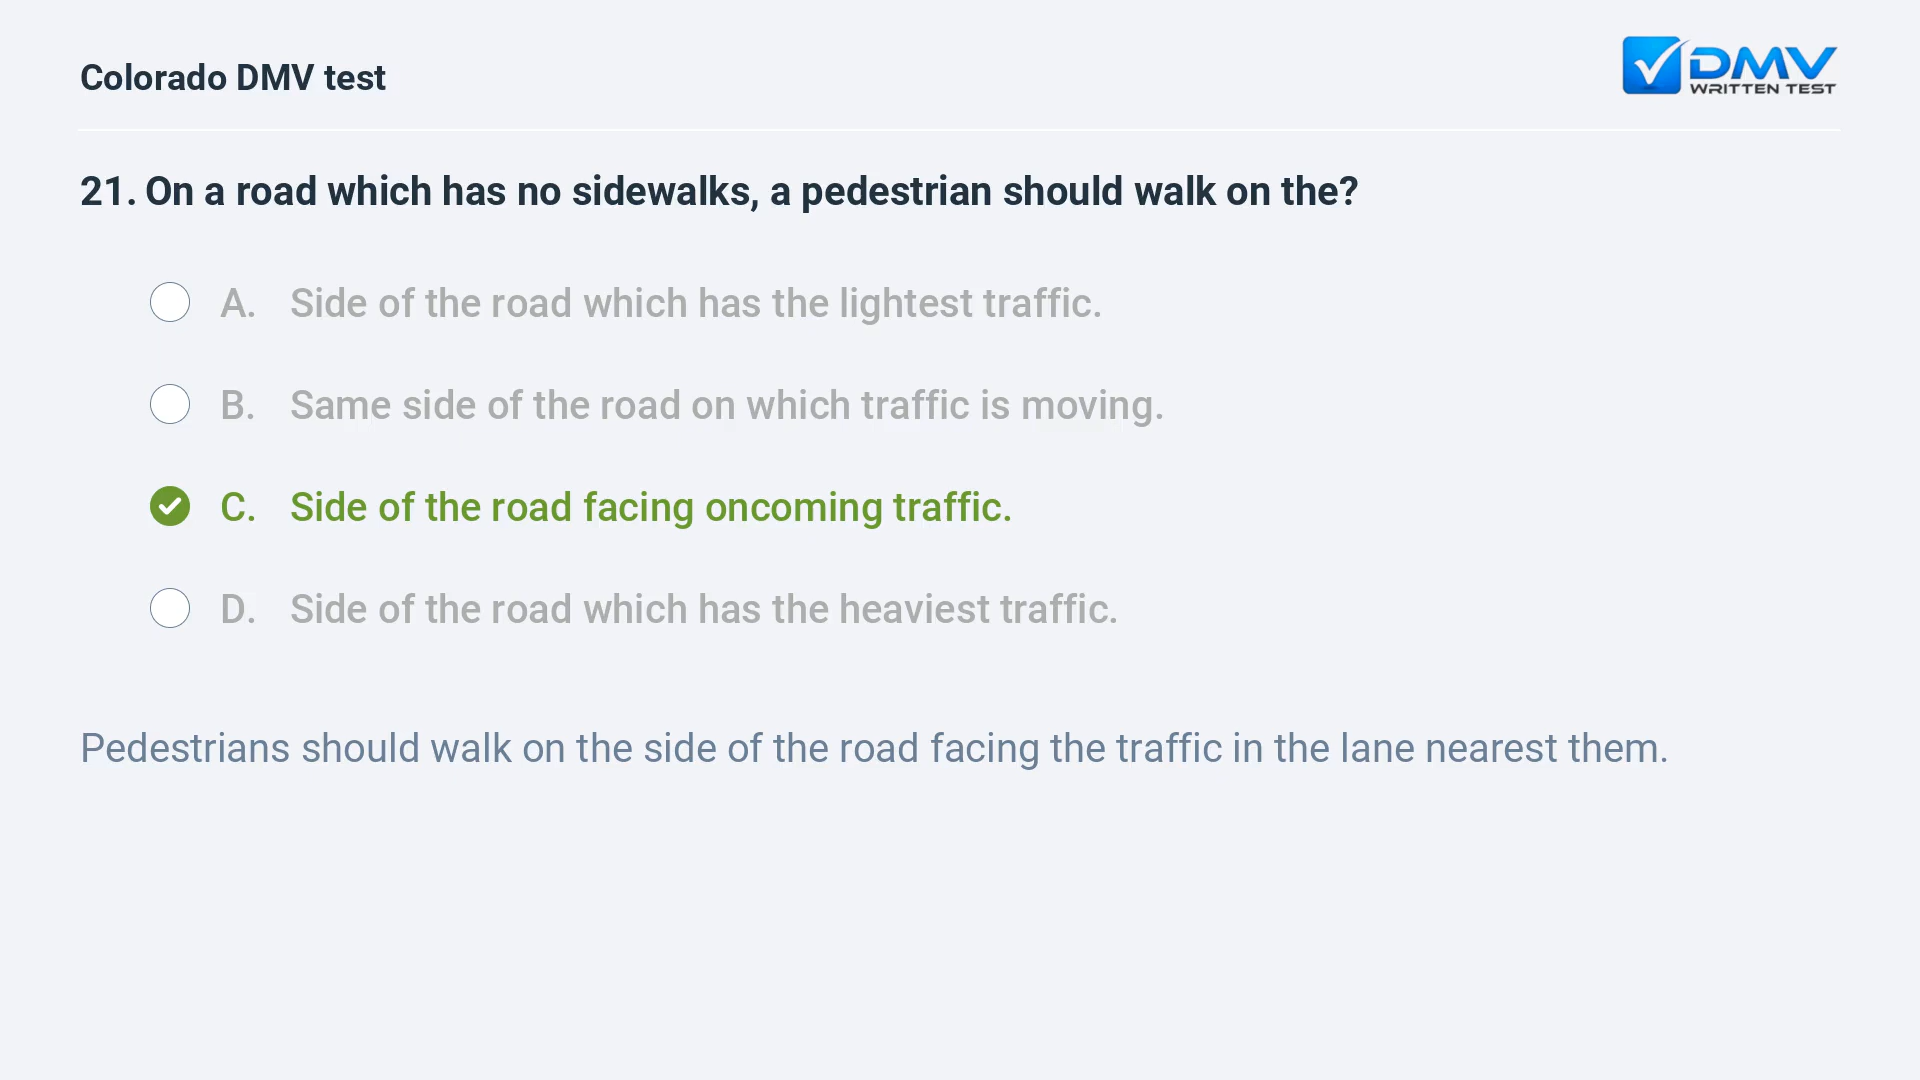 Colorado DMV test
DMV
WRITTEN TEST
21. On a road which has no sidewalks, a pedestrian should walk on the?
A. Side of the road which has the lightest traffic.
B. Same side of the road on which traffic is moving.
C. Side of the road facing oncoming traffic.
D. Side of the road which has the heaviest traffic.
Pedestrians should walk on the side of the road facing the traffic in the lane nearest them.